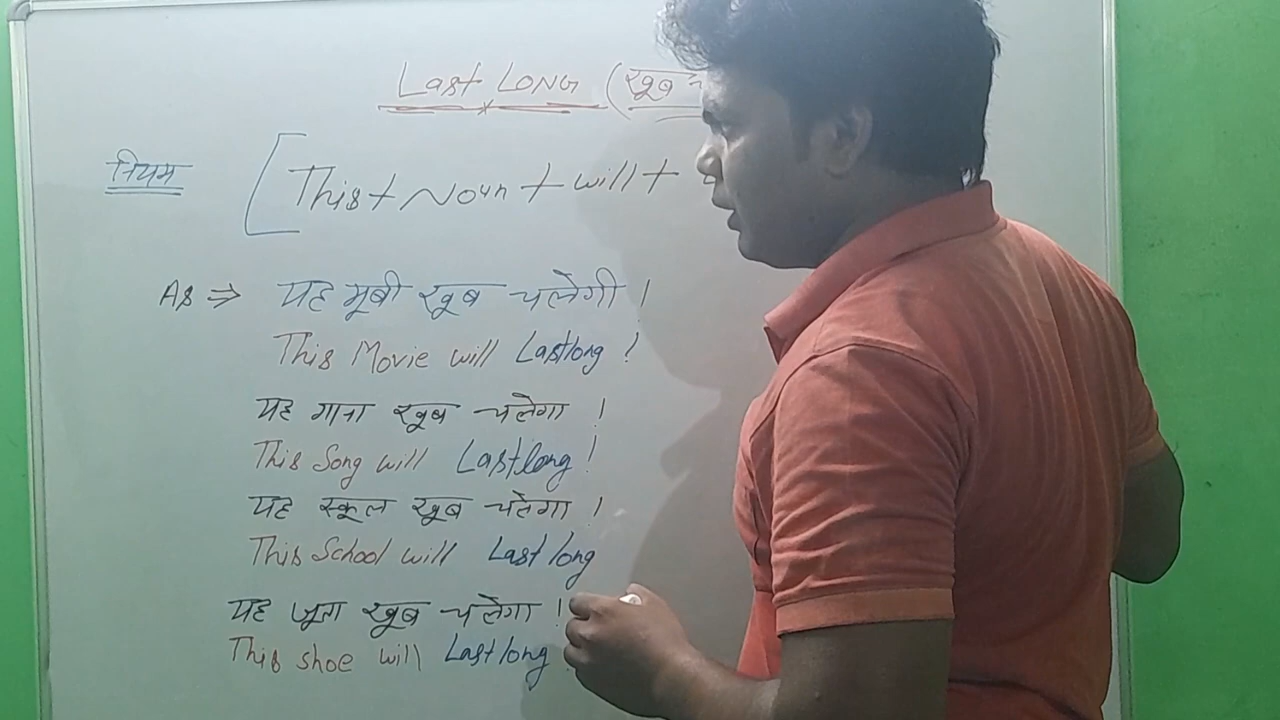 Last LONG (खूब
नियम
[This + Noun + will +
As ⇒ यह मूबी खूब चलेगी !
This Movie will Lastlong !
यह गाना खूब चलेगा !
This Song will Lastlong !
यह स्कूल खूब चलेगा !
This School will Last long
यह जूता खूब चलेगा !
This shoe will Lastlong